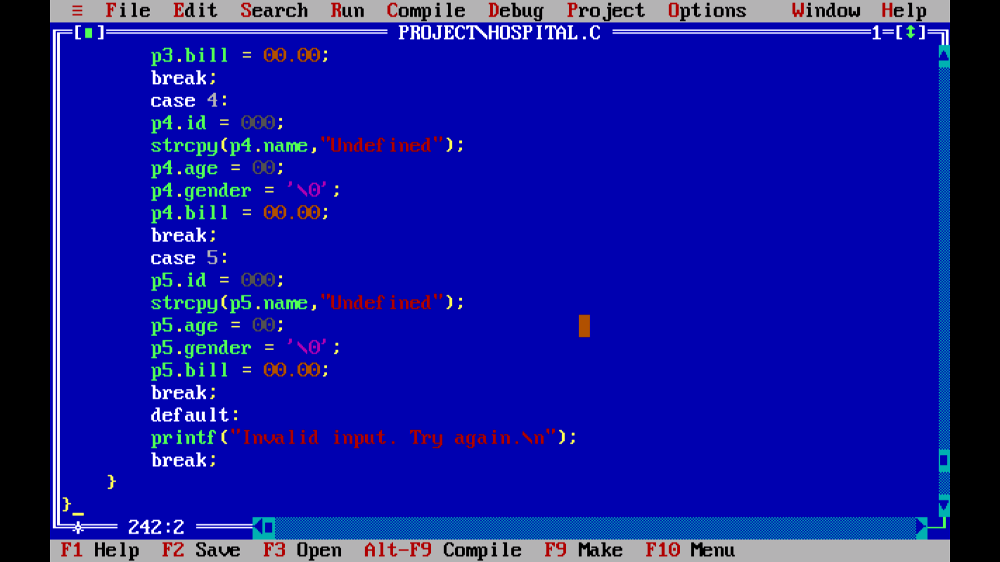 ≡ File Edit Search Run Compile Debug Project Options Window Help
[■] PROJECT\HOSPITAL.C 1=[↕]
p3.bill = 00.00;
break;
case 4:
p4.id = 000;
strcpy(p4.name,"Undefined");
p4.age = 00;
p4.gender = '\0';
p4.bill = 00.00;
break;
case 5:
p5.id = 000;
strcpy(p5.name,"Undefined");
p5.age = 00;
p5.gender = '\0';
p5.bill = 00.00;
break;
default:
printf("Invalid input. Try again.\n");
break;
}
}_
242:2
F1 Help F2 Save F3 Open Alt-F9 Compile F9 Make F10 Menu